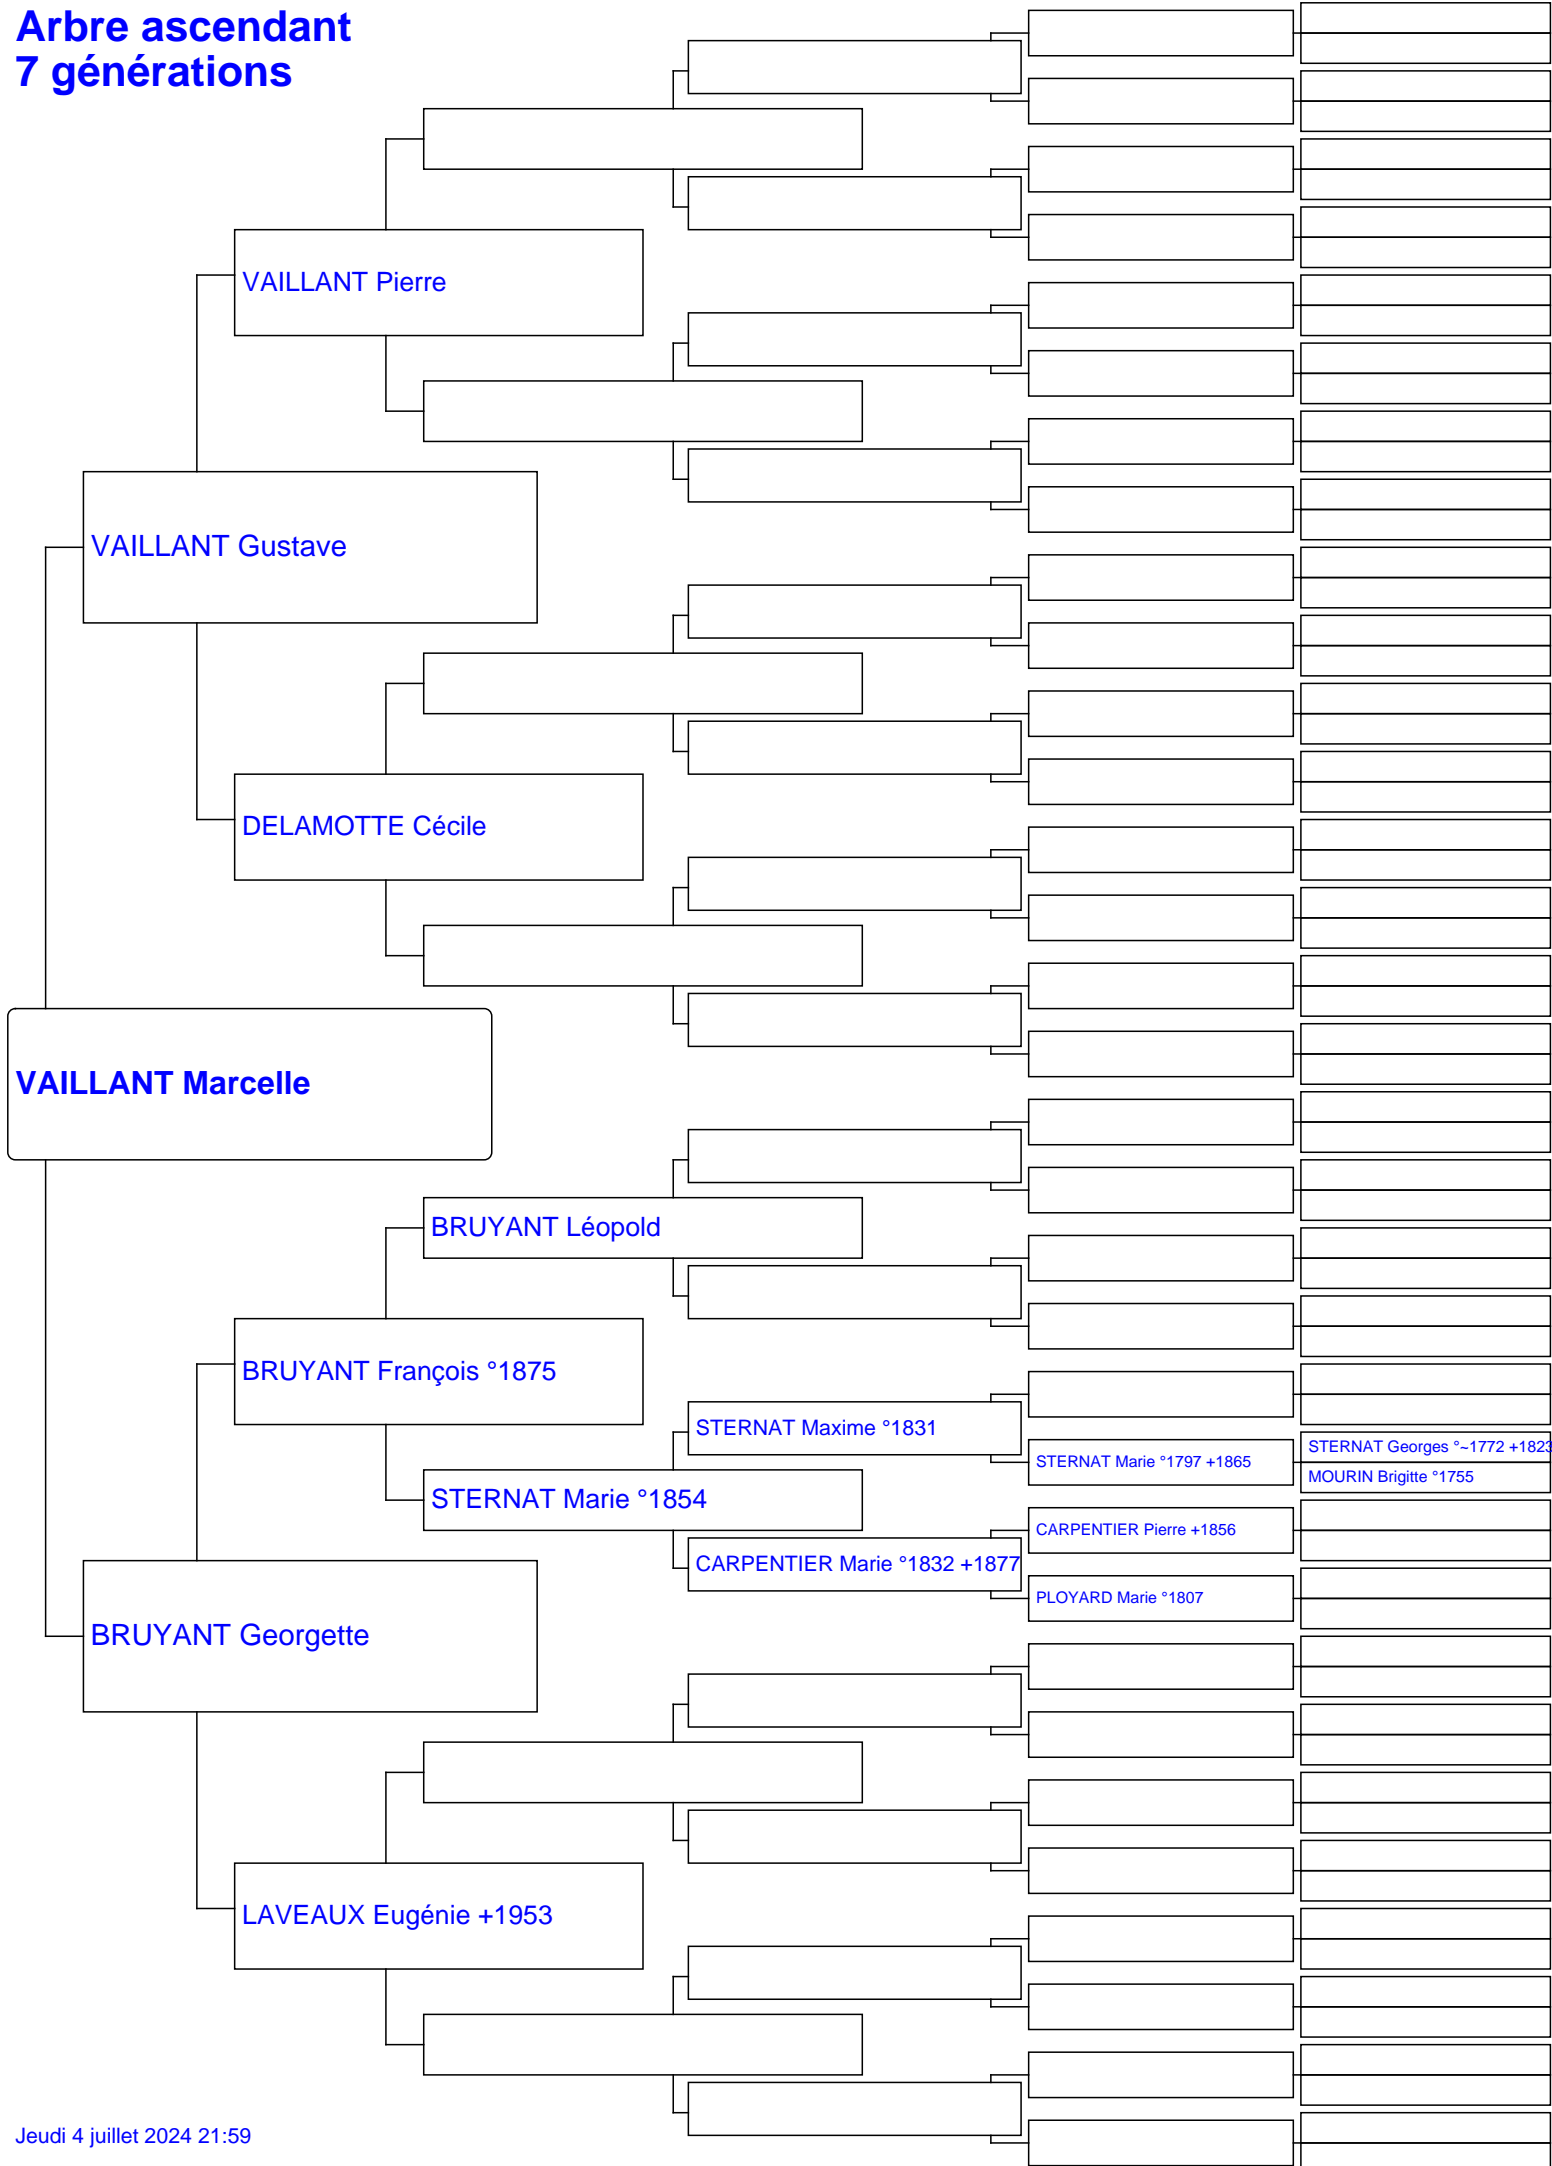 Arbre ascendant
7 générations
VAILLANT Pierre
VAILLANT Gustave
DELAMOTTE Cécile
VAILLANT Marcelle
BRUYANT Léopold
BRUYANT François °1875
STERNAT Maxime °1831
STERNAT Georges °~1772 +1823
STERNAT Marie °1797 +1865
MOURIN Brigitte °1755
STERNAT Marie °1854
CARPENTIER Pierre +1856
CARPENTIER Marie °1832 +1877
PLOYARD Marie °1807
BRUYANT Georgette
LAVEAUX Eugénie +1953
Jeudi 4 juillet 2024 21:59